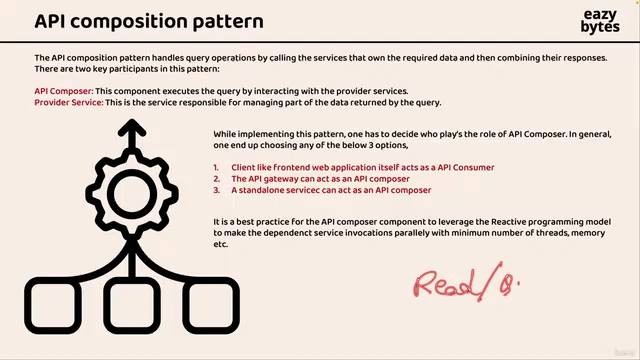 API composition pattern
eazy
bytes
The API composition pattern handles query operations by calling the services that own the required data and then combining their responses.
There are two key participants in this pattern:
API Composer: This component executes the query by interacting with the provider services.
Provider Service: This is the service responsible for managing part of the data returned by the query.
While implementing this pattern, one has to decide who play's the role of API Composer. In general,
one end up choosing any of the below 3 options,
1. Client like frontend web application itself acts as a API Consumer
2. The API gateway can act as an API composer
3. A standalone servicec can act as an API composer
It is best practice for the API composer component to leverage the Reactive programming model
to make the dependenct service invocations parallely with minimum number of threads, memory
etc.
Read/